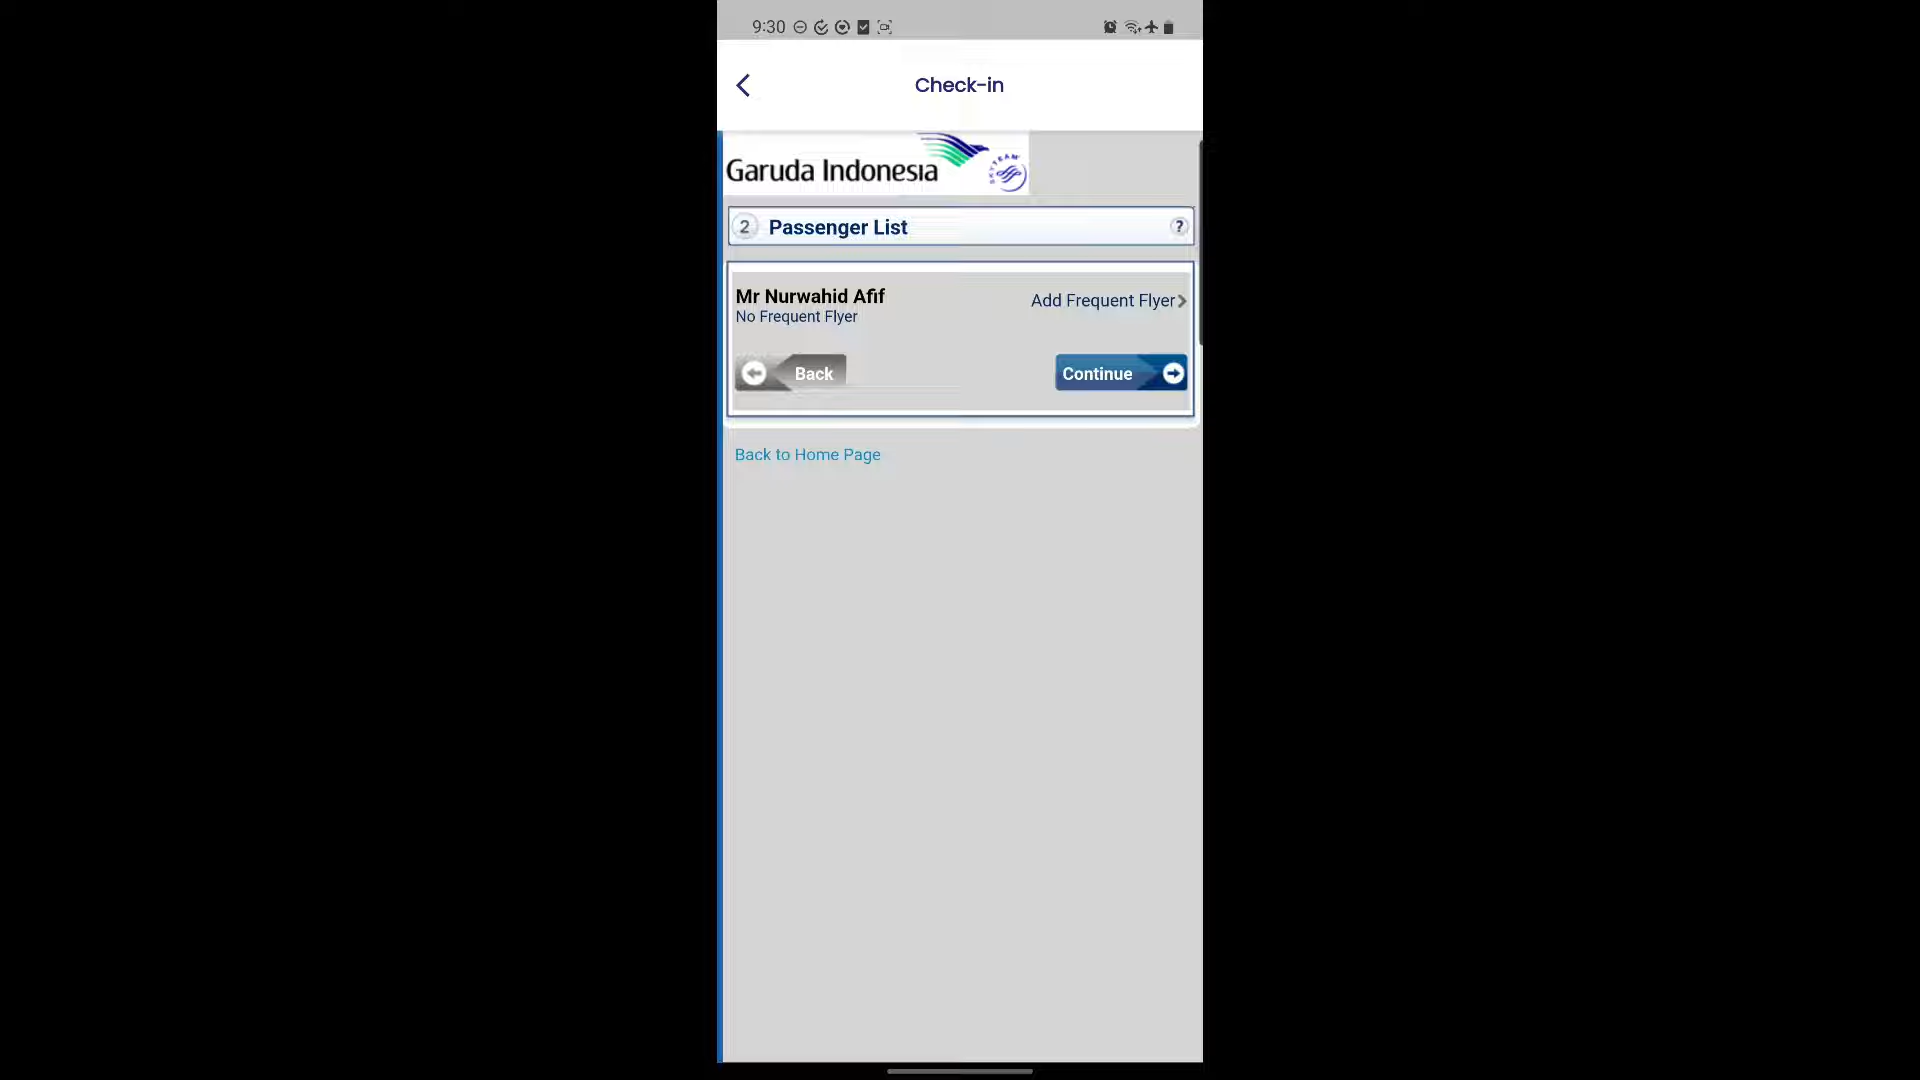 9:30
Check-in
Garuda Indonesia
SKYTEAM
2 Passenger List ?
Mr Nurwahid Afif
No Frequent Flyer
Add Frequent Flyer
Back
Continue
Back to Home Page